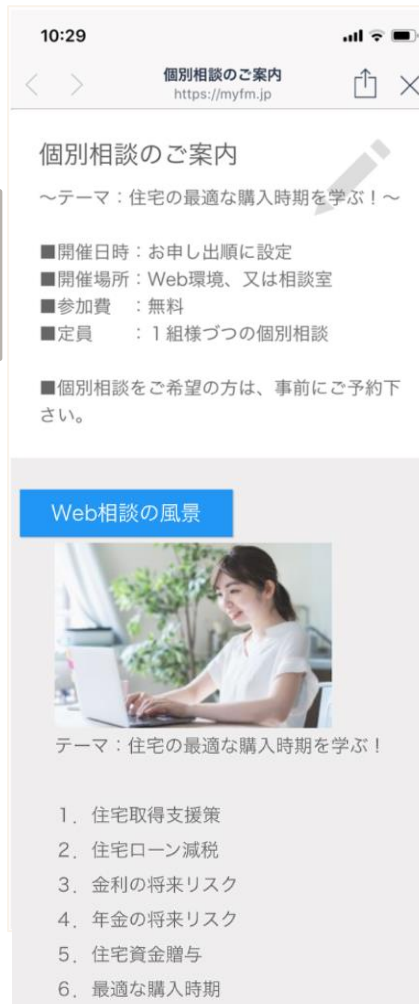 10:29
個別相談のご案内
https://myfm.jp
個別相談のご案内
～テーマ：住宅の最適な購入時期を学ぶ！～
■開催日時：お申し出順に設定
■開催場所：Web環境、又は相談室
■参加費　：無料
■定員　　：１組様づつの個別相談
■個別相談をご希望の方は、事前にご予約下
さい。
Web相談の風景
テーマ：住宅の最適な購入時期を学ぶ！
１．住宅取得支援策
２．住宅ローン減税
３．金利の将来リスク
４．年金の将来リスク
５．住宅資金贈与
６．最適な購入時期